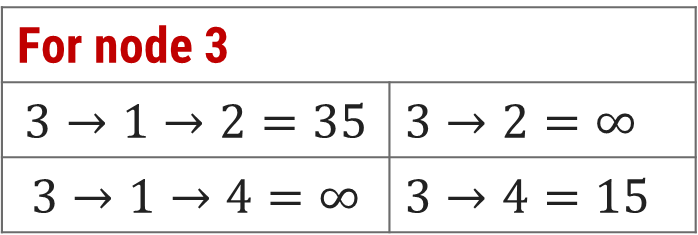 For node 3
3 → 1 → 2 = 35 3 → 2 = ∞
3 → 1 → 4 = ∞ 3 → 4 = 15